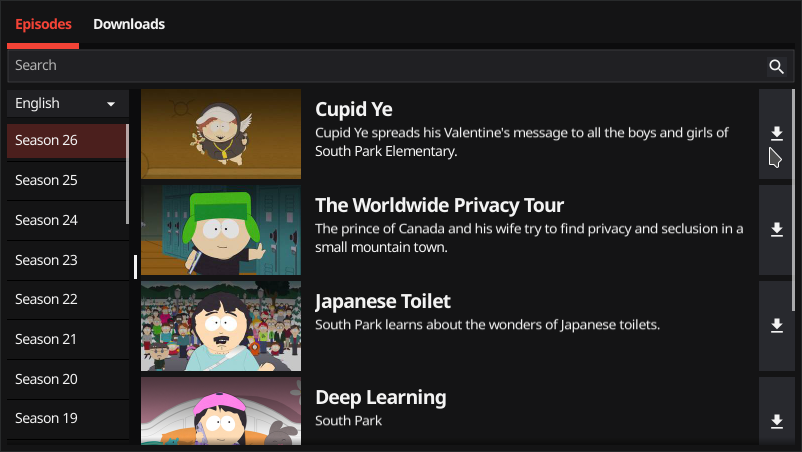 Episodes
Downloads
Search
English
Season 26
Season 25
Season 24
Season 23
Season 22
Season 21
Season 20
Season 19
Cupid Ye
Cupid Ye spreads his Valentine's message to all the boys and girls of
South Park Elementary.
The Worldwide Privacy Tour
The prince of Canada and his wife try to find privacy and seclusion in a
small mountain town.
Japanese Toilet
South Park learns about the wonders of Japanese toilets.
Deep Learning
South Park